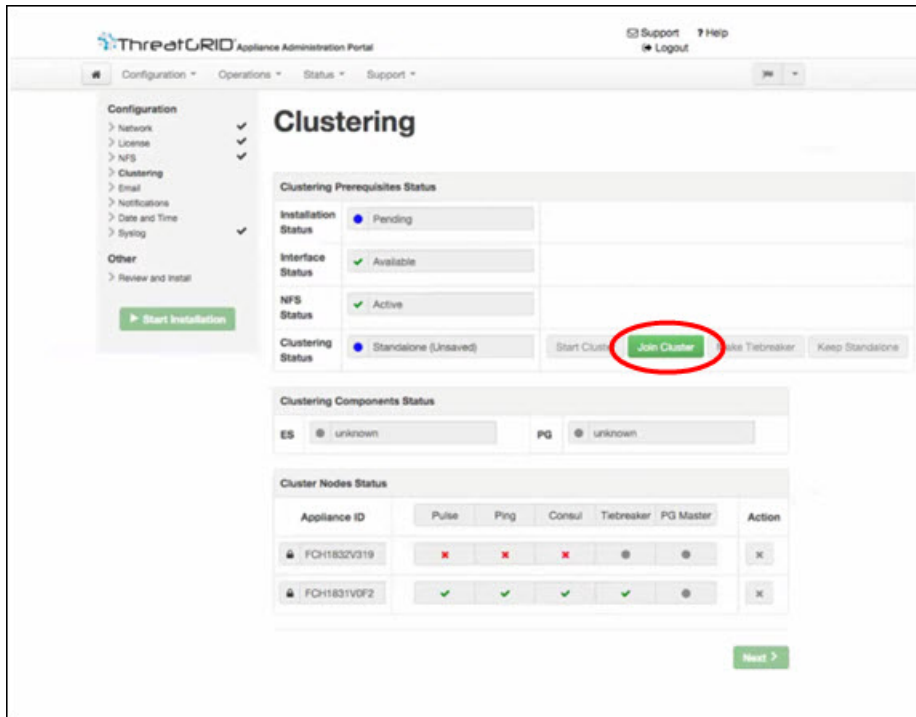 ThreatGRID Appliance Administration Portal
Support ? Help
Logout
Configuration Operations Status Support
Configuration
Network
License
NFS
Clustering
Email
Notifications
Date and Time
Syslog
Other
Review and Install
Start Installation
Clustering
Clustering Prerequisites Status
Installation Status Pending
Interface Status Available
NFS Status Active
Clustering Status Standalone (Unsaved) Start Join Cluster Tiebreaker Keep Standalone
Clustering Components Status
ES unknown PG unknown
Cluster Nodes Status
Appliance ID Pulse Ping Consul Tiebreaker PG Master Action
FCH1832V319
FCH1831V0F2
Next